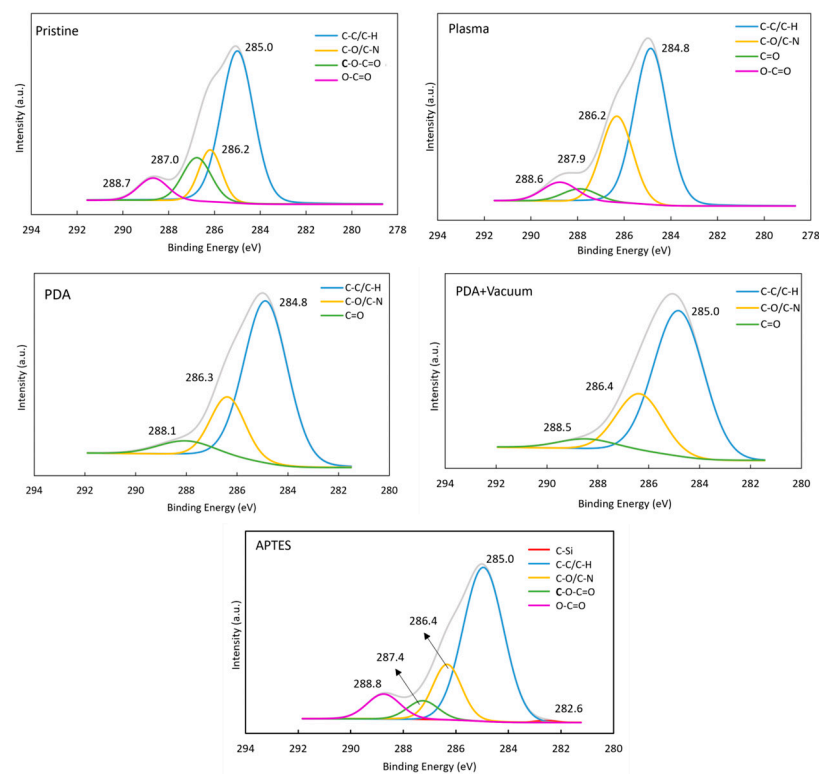 Pristine
C-C/C-H
C-O/C-N
C-O-C=O
O-C=O
285.0
286.2
287.0
288.7
Intensity (a.u.)
294 292 290 288 286 284 282 280 278
Binding Energy (eV)
Plasma
C-C/C-H
C-O/C-N
C=O
O-C=O
284.8
286.2
287.9
288.6
Intensity (a.u.)
294 292 290 288 286 284 282 280 278
Binding Energy (eV)
PDA
C-C/C-H
C-O/C-N
C=O
284.8
286.3
288.1
Intensity (a.u.)
294 292 290 288 286 284 282 280
Binding Energy (eV)
PDA+Vacuum
C-C/C-H
C-O/C-N
C=O
285.0
286.4
288.5
Intensity (a.u.)
294 292 290 288 286 284 282 280
Binding Energy (eV)
APTES
C-Si
C-C/C-H
C-O/C-N
C-O-C=O
O-C=O
285.0
286.4
287.4
288.8
282.6
Intensity (a.u.)
294 292 290 288 286 284 282 280
Binding Energy (eV)